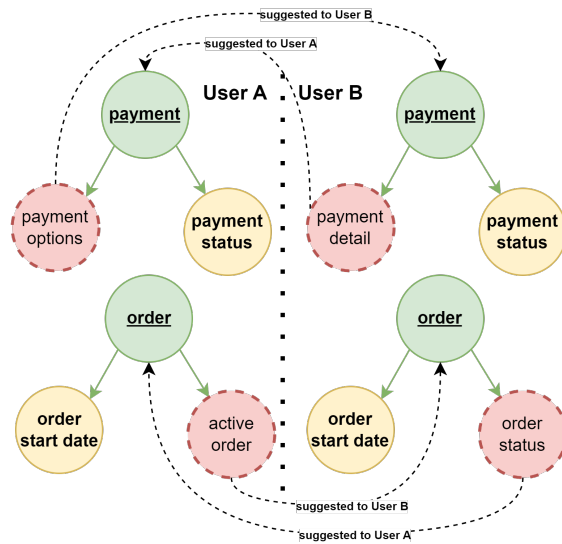 suggested to User B
suggested to User A
User A
User B
payment
payment
payment
options
payment
status
payment
detail
payment
status
order
order
order
start date
active
order
order
start date
order
status
suggested to User B
suggested to User A